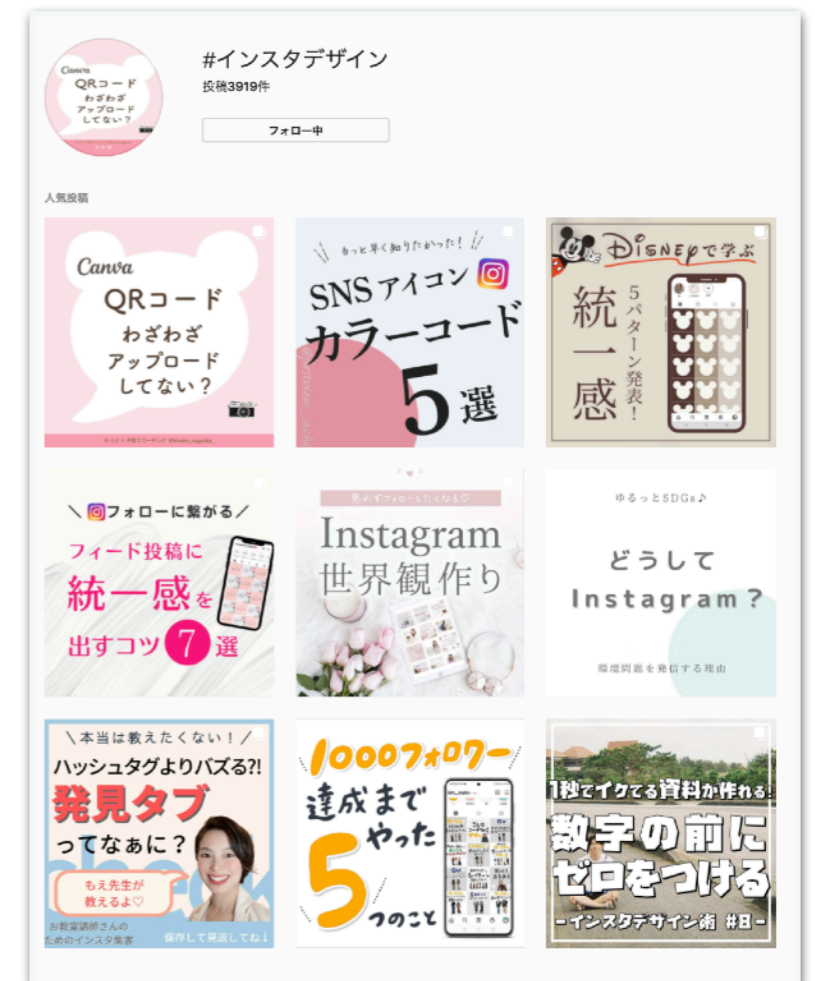 Canva
QRコード
わざわざ
アップロード
してない？
#インスタデザイン
投稿3919件
フォロー中
人気投稿
Canva
QRコード
わざわざ
アップロード
してない？
もっと早く知りたかった！
SNSアイコン
カラーコード
5選
Disneyで学ぶ
統一感
5パターン発表！
\ フォローに繋がる /
フィード投稿に
統一感を
出すコツ7選
思わずフォローしたくなる♡
Instagram
世界観作り
ゆるっとSDGs♪
どうして
Instagram？
環境問題を発信する理由
\本当は教えたくない！/
ハッシュタグよりバズる?!
発見タブ
ってなぁに？
check
もえ先生が
教えるよ♡
お教室講師さんの
ためのインスタ集客
保存して見返してね↓
1000フォロワー
達成まで
やった
5つのこと
1秒でイケてる資料が作れる!
数字の前に
ゼロをつける
-インスタデザイン術 #8-